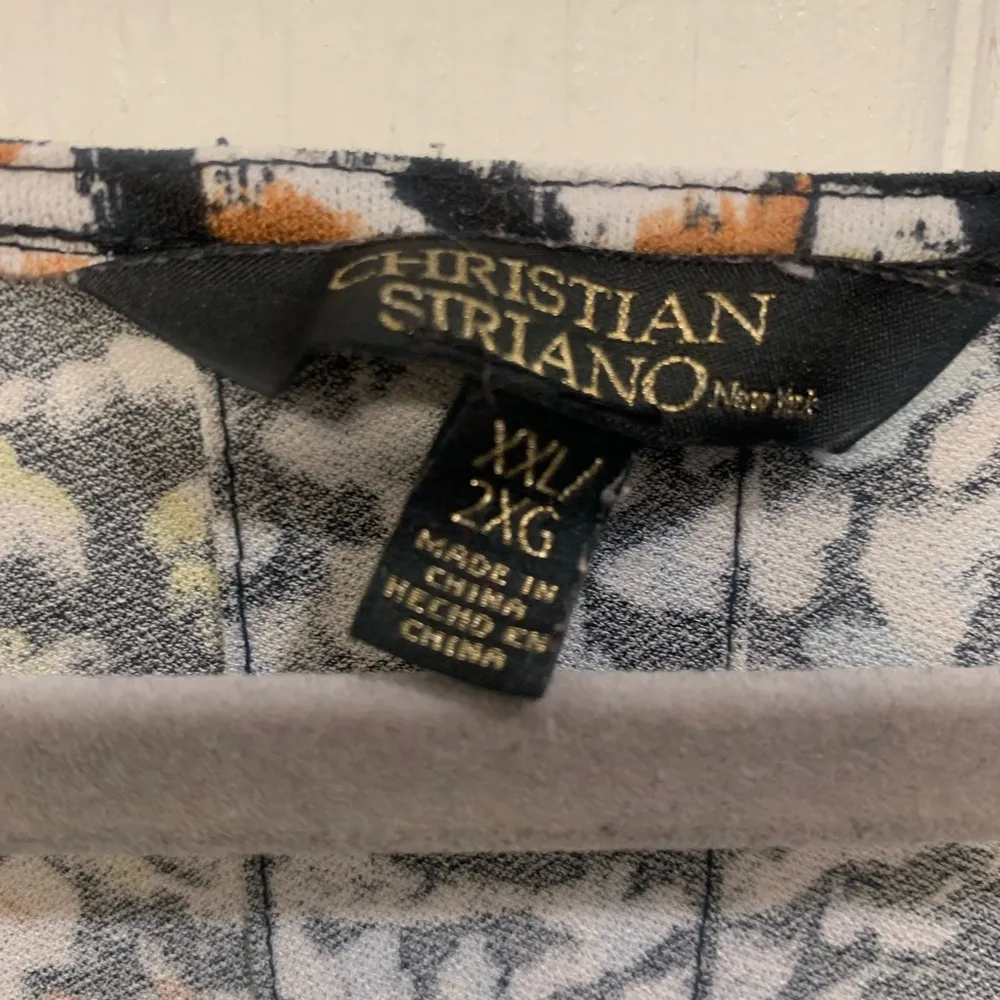 CHRISTIAN
SIRIANO New York
XXL/
2XG
MADE IN
CHINA
HECHO EN
CHINA